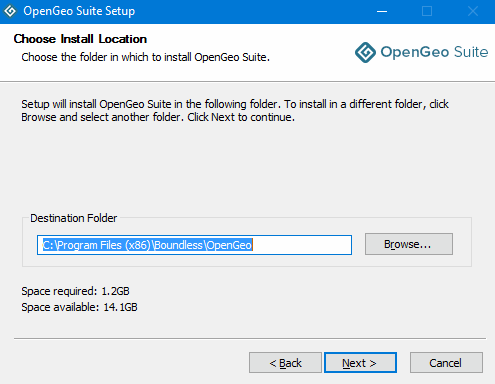 OpenGeo Suite Setup
Choose Install Location
Choose the folder in which to install OpenGeo Suite.
OpenGeo Suite
Setup will install OpenGeo Suite in the following folder. To install in a different folder, click
Browse and select another folder. Click Next to continue.
Destination Folder
C:\Program Files (x86)\Boundless\OpenGeo
Browse...
Space required: 1.2GB
Space available: 14.1GB
< Back
Next >
Cancel